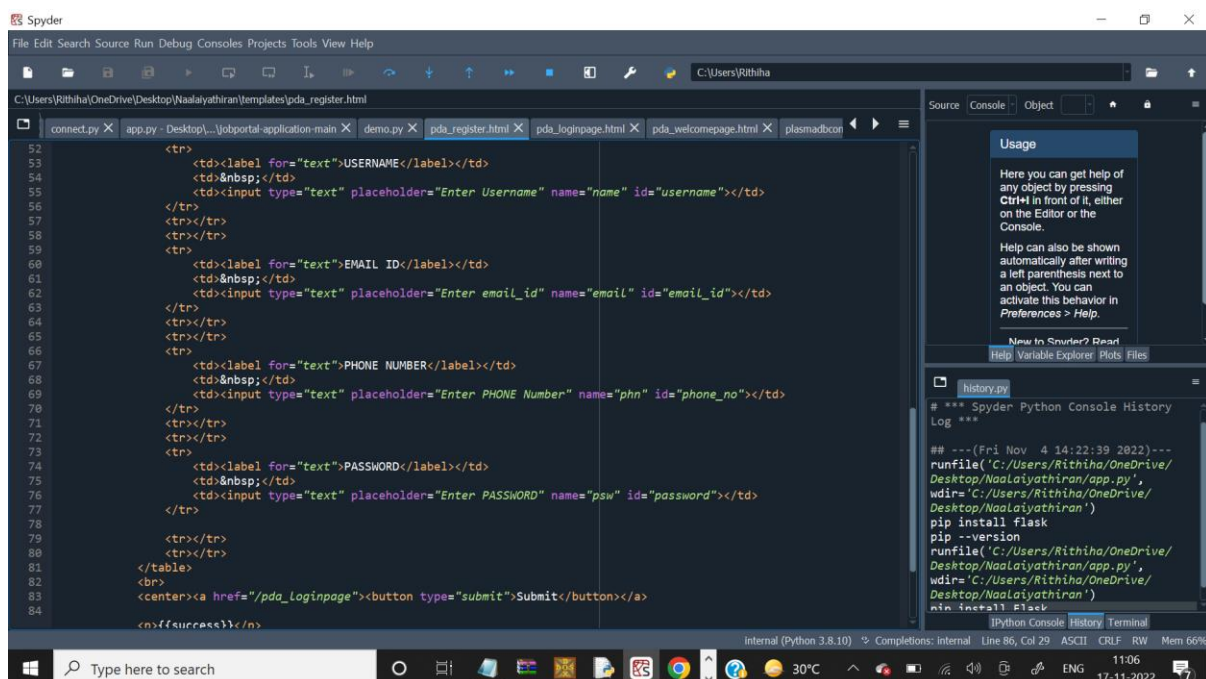 Spyder
File Edit Search Source Run Debug Consoles Projects Tools View Help
C:\Users\Rithiha
C:\Users\Rithiha\OneDrive\Desktop\Naalaiyathiran\templates\pda_register.html
connect.py X app.py - Desktop\...\Jobportal-application-main X demo.py X pda_register.html X pda_loginpage.html X pda_welcomepage.html X plasmadbcon
52 <tr>
53 <td><label for="text">USERNAME</label></td>
54 <td>&nbsp;</td>
55 <td><input type="text" placeholder="Enter Username" name="name" id="username"></td>
56 </tr>
57 <tr></tr>
58 <tr></tr>
59 <tr>
60 <td><label for="text">EMAIL ID</label></td>
61 <td>&nbsp;</td>
62 <td><input type="text" placeholder="Enter email_id" name="email" id="email_id"></td>
63 </tr>
64 <tr></tr>
65 <tr></tr>
66 <tr>
67 <td><label for="text">PHONE NUMBER</label></td>
68 <td>&nbsp;</td>
69 <td><input type="text" placeholder="Enter PHONE Number" name="phn" id="phone_no"></td>
70 </tr>
71 <tr></tr>
72 <tr></tr>
73 <tr>
74 <td><label for="text">PASSWORD</label></td>
75 <td>&nbsp;</td>
76 <td><input type="text" placeholder="Enter PASSWORD" name="psw" id="password"></td>
77 </tr>
78
79 <tr></tr>
80 <tr></tr>
81 </table>
82 <br>
83 <center><a href="/pda_loginpage"><button type="submit">Submit</button></a>
84
<p>{{success}}</p>
Source Console Object
Usage
Here you can get help of
any object by pressing
Ctrl+I in front of it, either
on the Editor or the
Console.
Help can also be shown
automatically after writing
a left parenthesis next to
an object. You can
activate this behavior in
Preferences > Help.
New to Spyder? Read
Help Variable Explorer Plots Files
history.py
# *** Spyder Python Console History
Log ***
## ---(Fri Nov 4 14:22:39 2022)---
runfile('C:/Users/Rithiha/OneDrive/
Desktop/Naalaiyathiran/app.py',
wdir='C:/Users/Rithiha/OneDrive/
Desktop/Naalaiyathiran')
pip install flask
pip --version
runfile('C:/Users/Rithiha/OneDrive/
Desktop/Naalaiyathiran/app.py',
wdir='C:/Users/Rithiha/OneDrive/
Desktop/Naalaiyathiran')
pip install Flask
IPython Console History Terminal
internal (Python 3.8.10) Completions: internal Line 86, Col 29 ASCII CRLF RW Mem 66%
Type here to search
30°C
ENG
11:06
17-11-2022